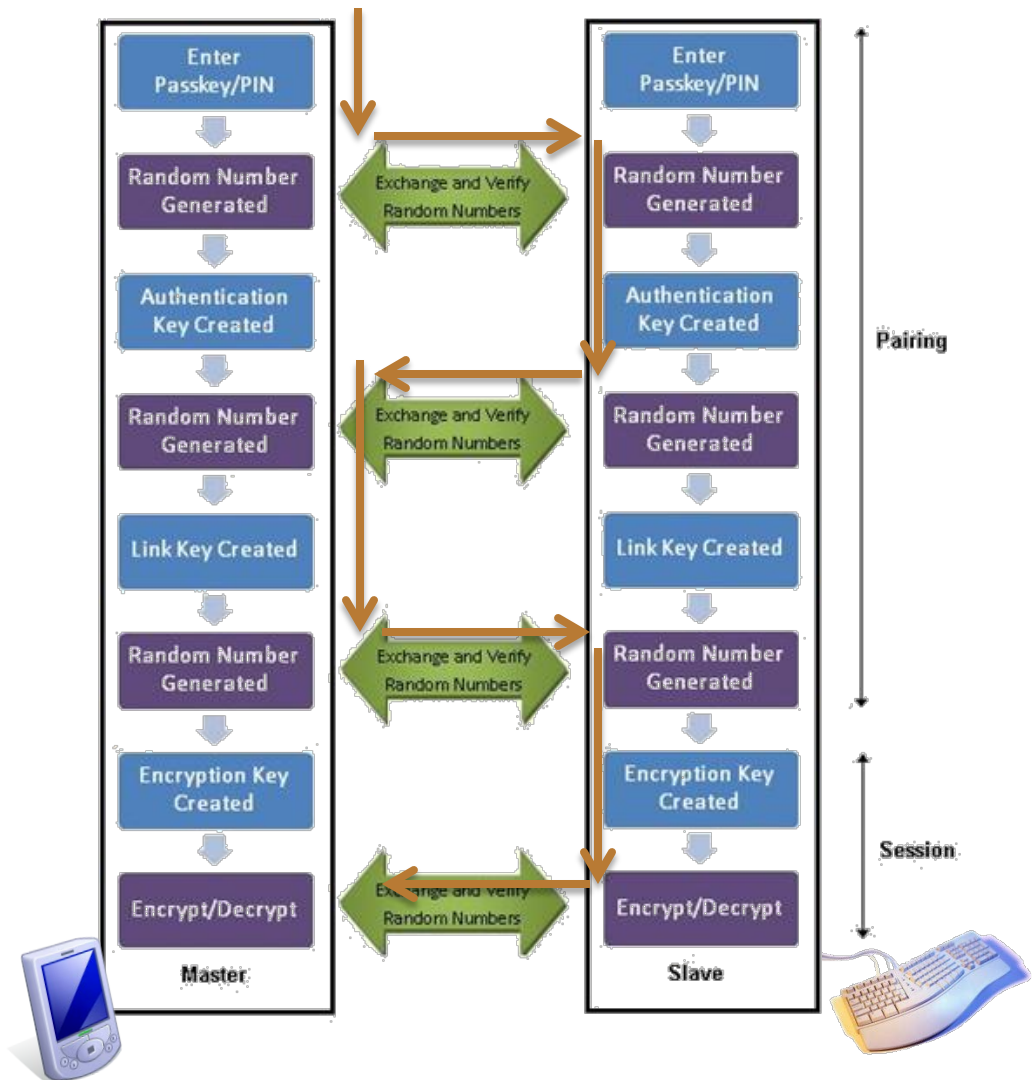 Enter
Passkey/PIN
Random Number
Generated
Authentication
Key Created
Random Number
Generated
Link Key Created
Random Number
Generated
Encryption Key
Created
Encrypt/Decrypt
Master
Exchange and Verify
Random Numbers
Exchange and Verify
Random Numbers
Exchange and Verify
Random Numbers
Exchange and Verify
Random Numbers
Enter
Passkey/PIN
Random Number
Generated
Authentication
Key Created
Random Number
Generated
Link Key Created
Random Number
Generated
Encryption Key
Created
Encrypt/Decrypt
Slave
Pairing
Session